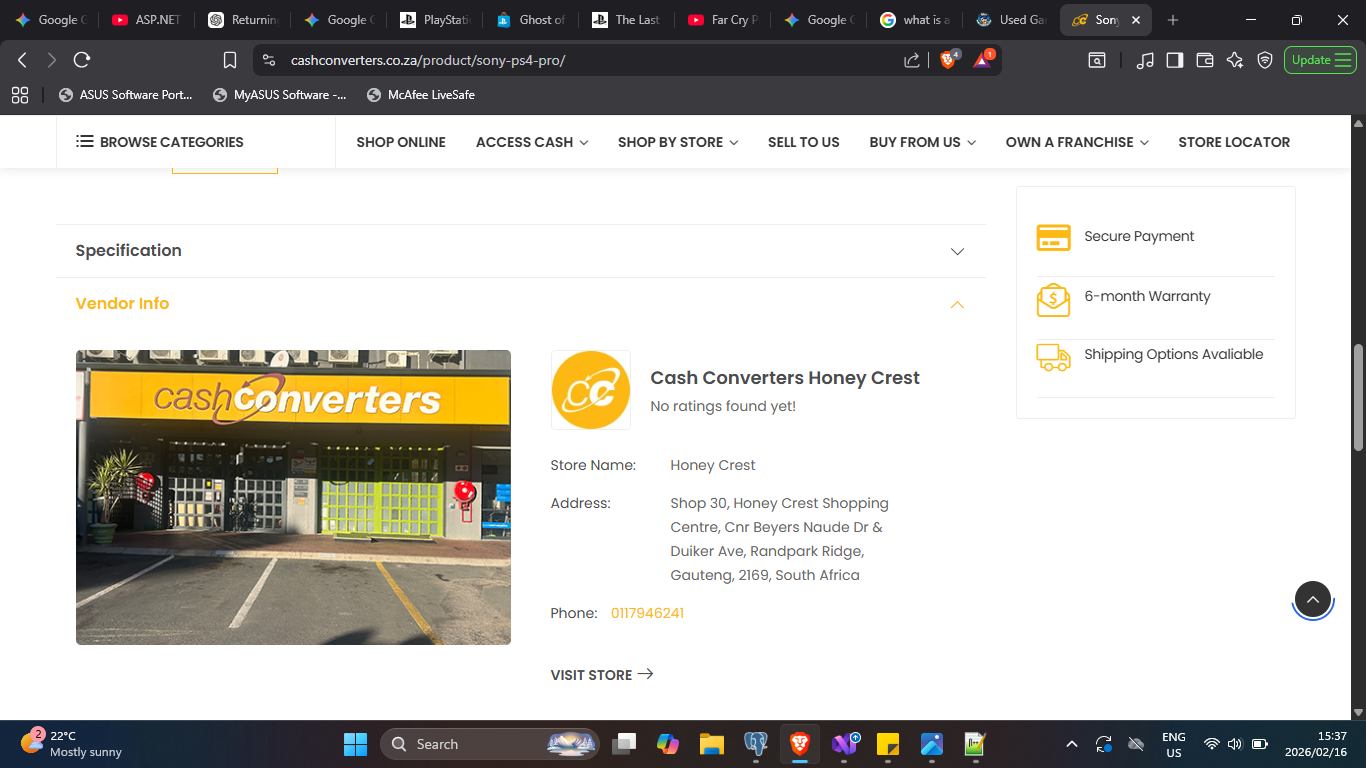 Google G
ASP.NET
Returning
Google G
PlayStati
Ghost of
The Last
Far Cry P
Google G
what is a
Used Gar
Sony
cashconverters.co.za/product/sony-ps4-pro/
4
1
Update
ASUS Software Port...
MyASUS Software -...
McAfee LiveSafe
BROWSE CATEGORIES
SHOP ONLINE
ACCESS CASH
SHOP BY STORE
SELL TO US
BUY FROM US
OWN A FRANCHISE
STORE LOCATOR
Specification
Vendor Info
cashconverters
Cash Converters Honey Crest
No ratings found yet!
Store Name: Honey Crest
Address: Shop 30, Honey Crest Shopping
Centre, Cnr Beyers Naude Dr &
Duiker Ave, Randpark Ridge,
Gauteng, 2169, South Africa
Phone: 0117946241
VISIT STORE
Secure Payment
6-month Warranty
Shipping Options Avaliable
2
22°C
Mostly sunny
Search
ENG
US
15:37
2026/02/16